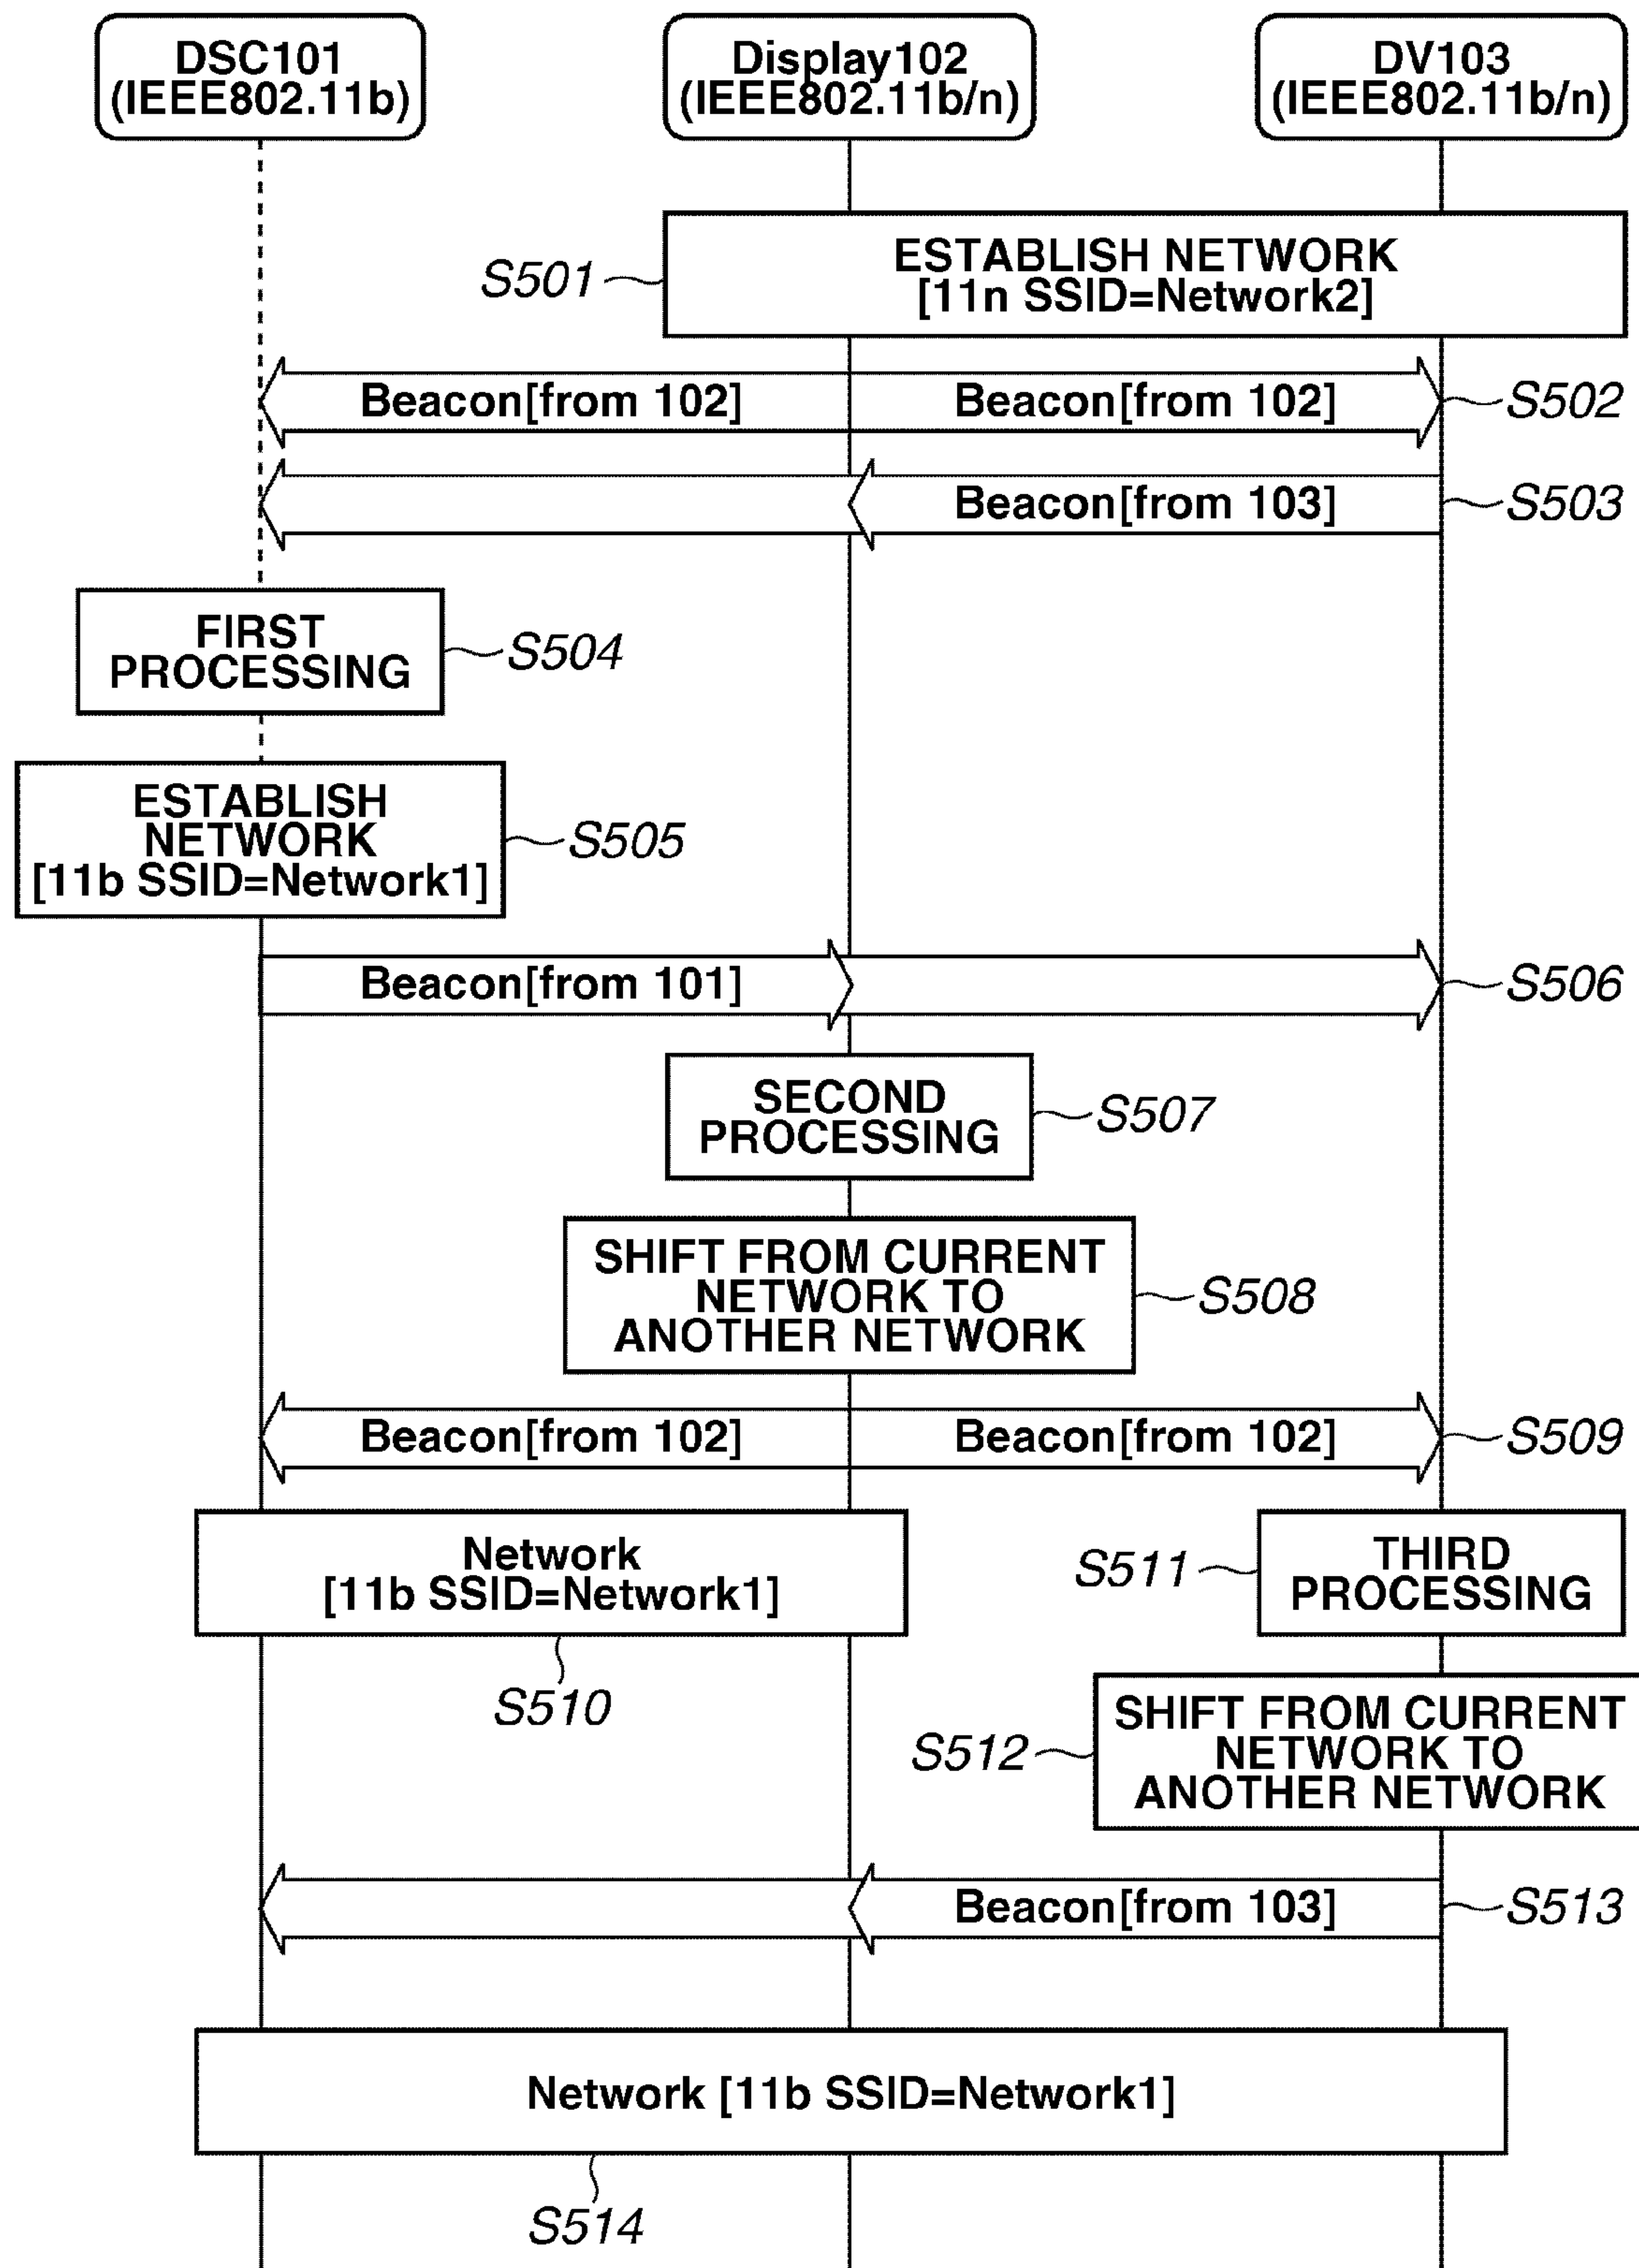 DSC101
(IEEE802.11b)
Display102
(IEEE802.11b/n)
DV103
(IEEE802.11b/n)
ESTABLISH NETWORK
[11n SSID=Network2]
S501
Beacon[from 102]
Beacon[from 102]
S502
Beacon[from 103]
S503
FIRST
PROCESSING
S504
ESTABLISH
NETWORK
[11b SSID=Network1]
S505
Beacon[from 101]
S506
SECOND
PROCESSING
S507
SHIFT FROM CURRENT
NETWORK TO
ANOTHER NETWORK
S508
Beacon[from 102]
Beacon[from 102]
S509
Network
[11b SSID=Network1]
S510
S511
THIRD
PROCESSING
S512
SHIFT FROM CURRENT
NETWORK TO
ANOTHER NETWORK
Beacon[from 103]
S513
Network [11b SSID=Network1]
S514